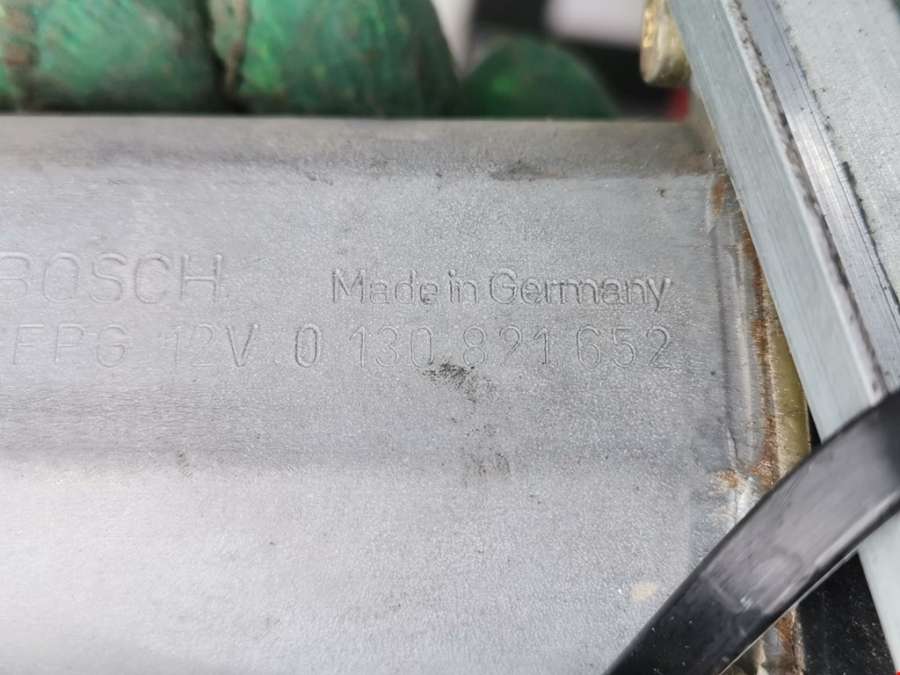 BOSCH Made in Germany
FPG 12V 0 130 821 652